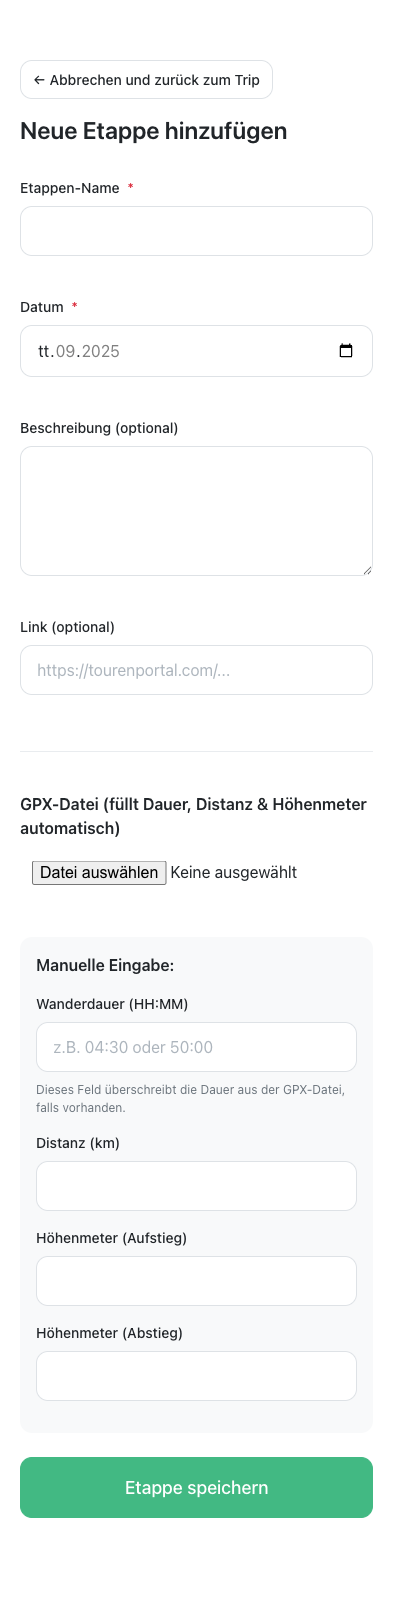 ← Abbrechen und zurück zum Trip
Neue Etappe hinzufügen
Etappen-Name *
Datum *
tt.09.2025
Beschreibung (optional)
Link (optional)
https://tourenportal.com/...
GPX-Datei (füllt Dauer, Distanz & Höhenmeter
automatisch)
Datei auswählen Keine ausgewählt
Manuelle Eingabe:
Wanderdauer (HH:MM)
z.B. 04:30 oder 50:00
Dieses Feld überschreibt die Dauer aus der GPX-Datei,
falls vorhanden.
Distanz (km)
Höhenmeter (Aufstieg)
Höhenmeter (Abstieg)
Etappe speichern